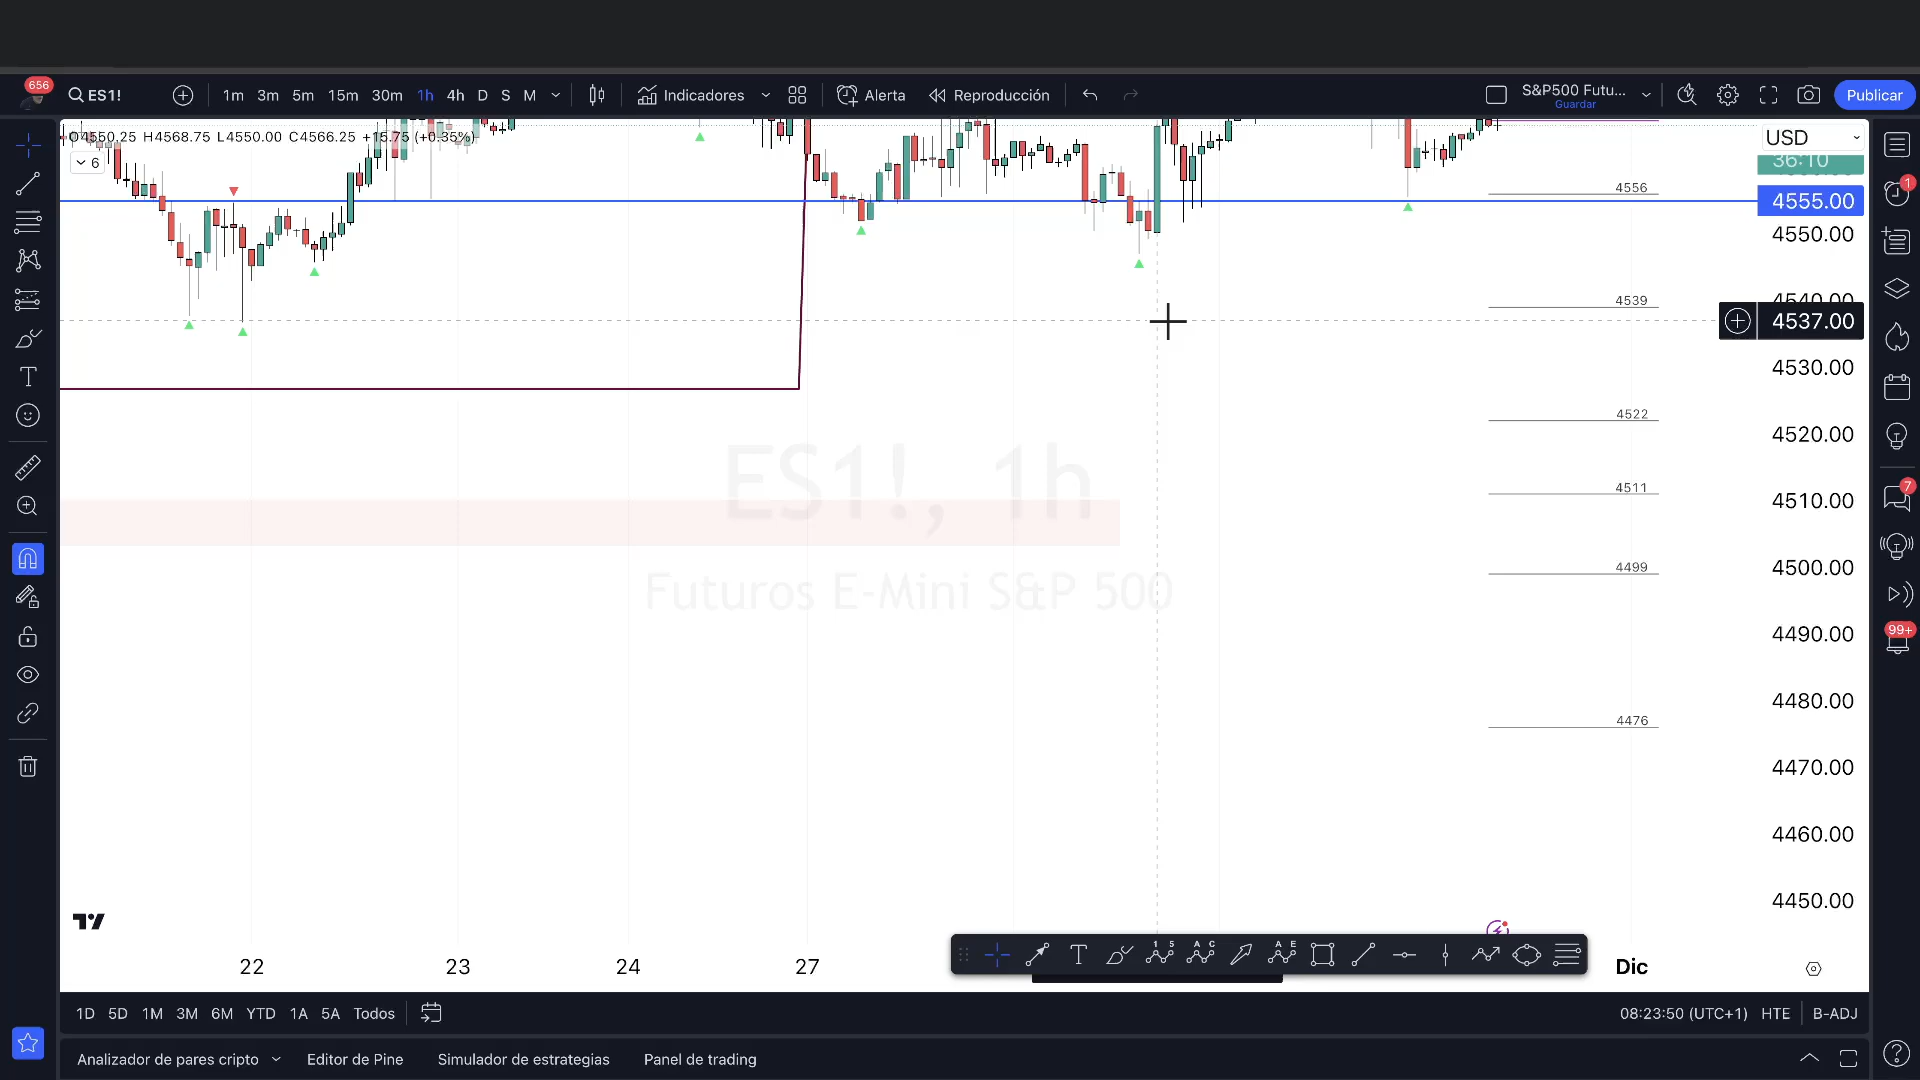 656
ES1!
1m 3m 5m 15m 30m 1h 4h D S M
Indicadores
Alerta
Reproducción
S&P500 Futu...
Guardar
Publicar
O4550.25 H4568.75 L4550.00 C4566.25 +15.75 (+0.35%)
6
USD
36:10
4556
4555.00
4550.00
4539
4540.00
4537.00
4530.00
4522
4520.00
4511
4510.00
4499
4500.00
4490.00
4476
4480.00
4470.00
4460.00
4450.00
ES1!, 1h
Futuros E-Mini S&P 500
22 23 24 27 Dic
1D 5D 1M 3M 6M YTD 1A 5A Todos
08:23:50 (UTC+1) HTE B-ADJ
Analizador de pares cripto Editor de Pine Simulador de estrategias Panel de trading
1
7
99+